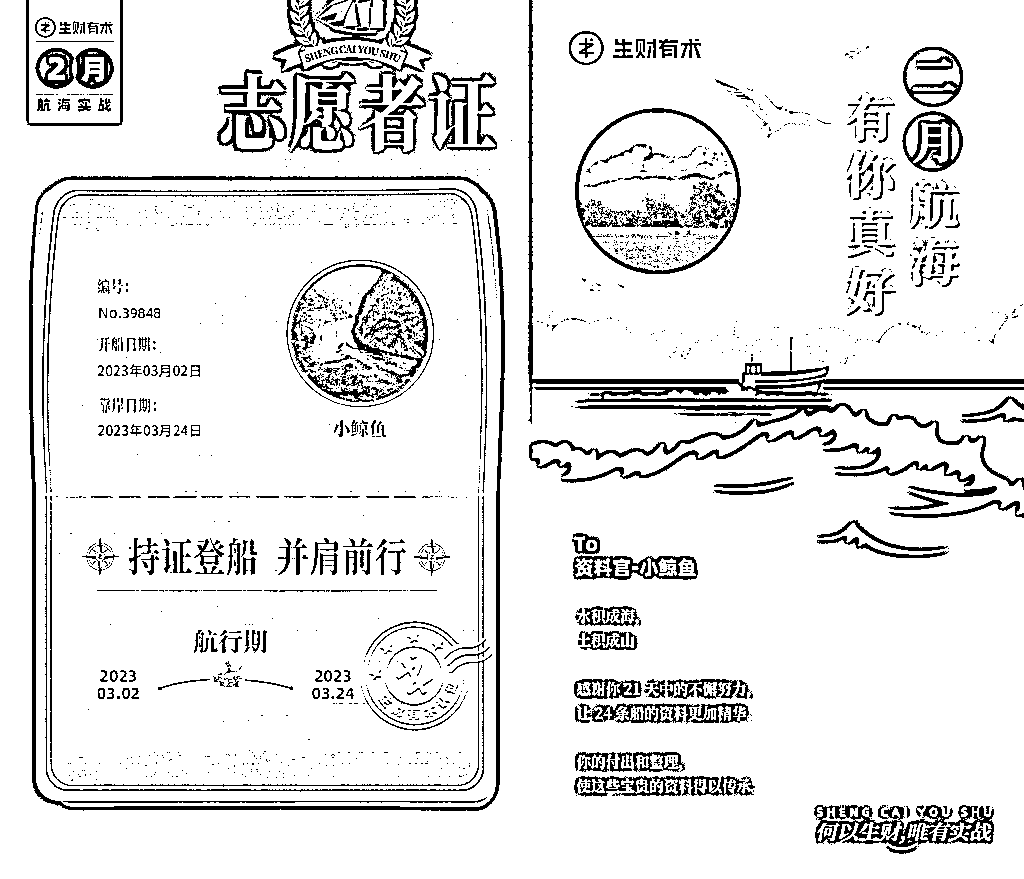 生财有术
2月
航海实战
SHENG CAI YOU SHU
志愿者证
编号:
No.39848
开船日期:
2023年03月02日
靠岸日期:
2023年03月24日
小鲸鱼
持证登船 并肩前行
航行期
2023
03.02
2023
03.24
生财有术
二月航海
有你真好
To
资料官-小鲸鱼
水积成海,
土积成山
感谢你 21 天中的不懈努力,
让 24 条船的资料更加精华
你的付出和整理,
使这些宝贵的资料得以传承
SHENG CAI YOU SHU
何以生财,唯有实战